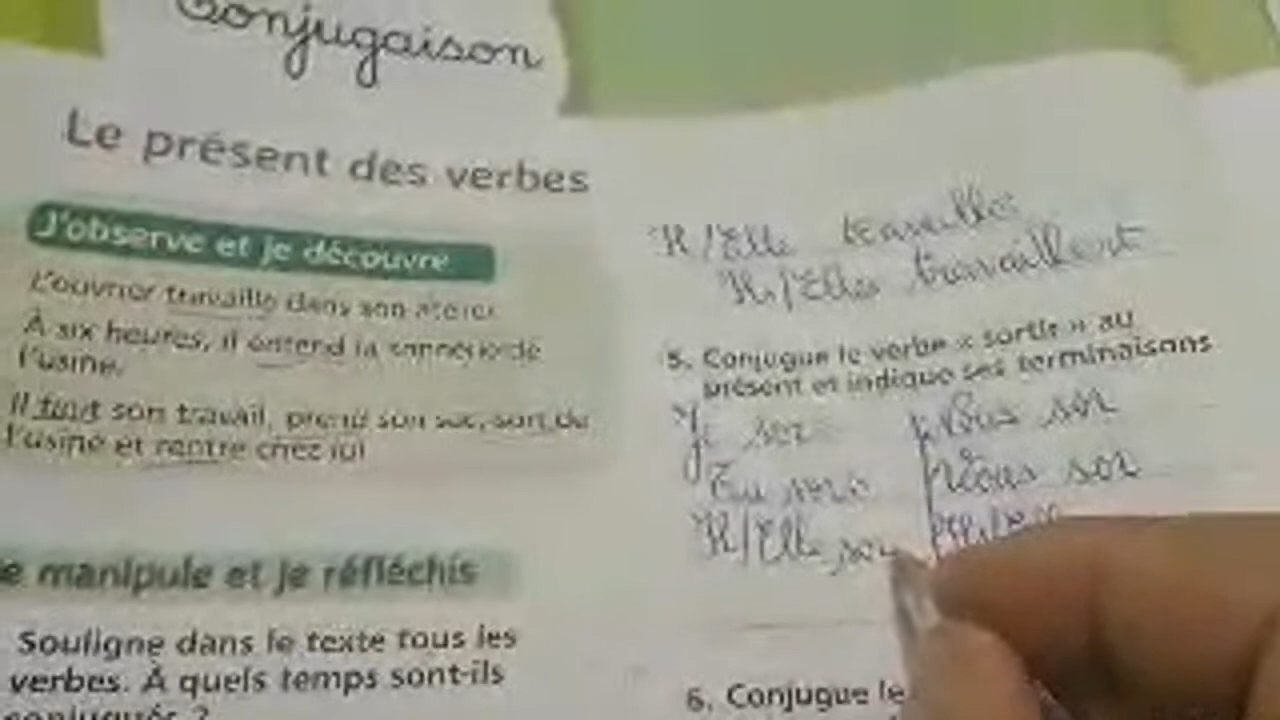 Conjugaison
Le présent des verbes
J'observe et je découvre
L'ouvrier travaille dans son atelier
À six heures, il entend la sonnerie de
l'usine.
Il finit son travail, prend son sac, sort de
l'usine et rentre chez lui
Je manipule et je réfléchis
Souligne dans le texte tous les
verbes. À quels temps sont-ils
conjugués ?
Il/Elle travaille
Ils/Elles travaillent
5. Conjugue le verbe « sortir » au
présent et indique ses terminaisons
Je sors Nous sor
Tu sors Vous sor
Il/Elle sor
6. Conjugue le